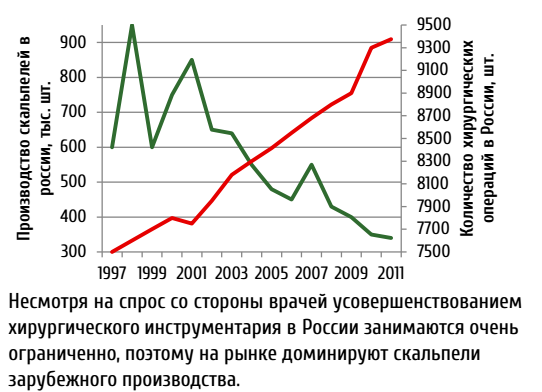 Производство скальпелей в
россии, тыс. шт.
900
800
700
600
500
400
300
9500
9300
9100
8900
8700
8500
8300
8100
7900
7700
7500
Количество хирургических
операций в России, шт.
1997 1999 2001 2003 2005 2007 2009 2011
Несмотря на спрос со стороны врачей усовершенствованием
хирургического инструментария в России занимаются очень
ограниченно, поэтому на рынке доминируют скальпели
зарубежного производства.